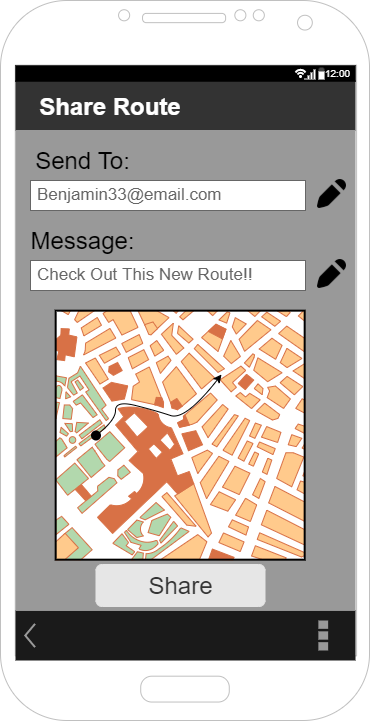 12:00
Share Route
Send To:
Benjamin33@email.com
Message:
Check Out This New Route!!
Share